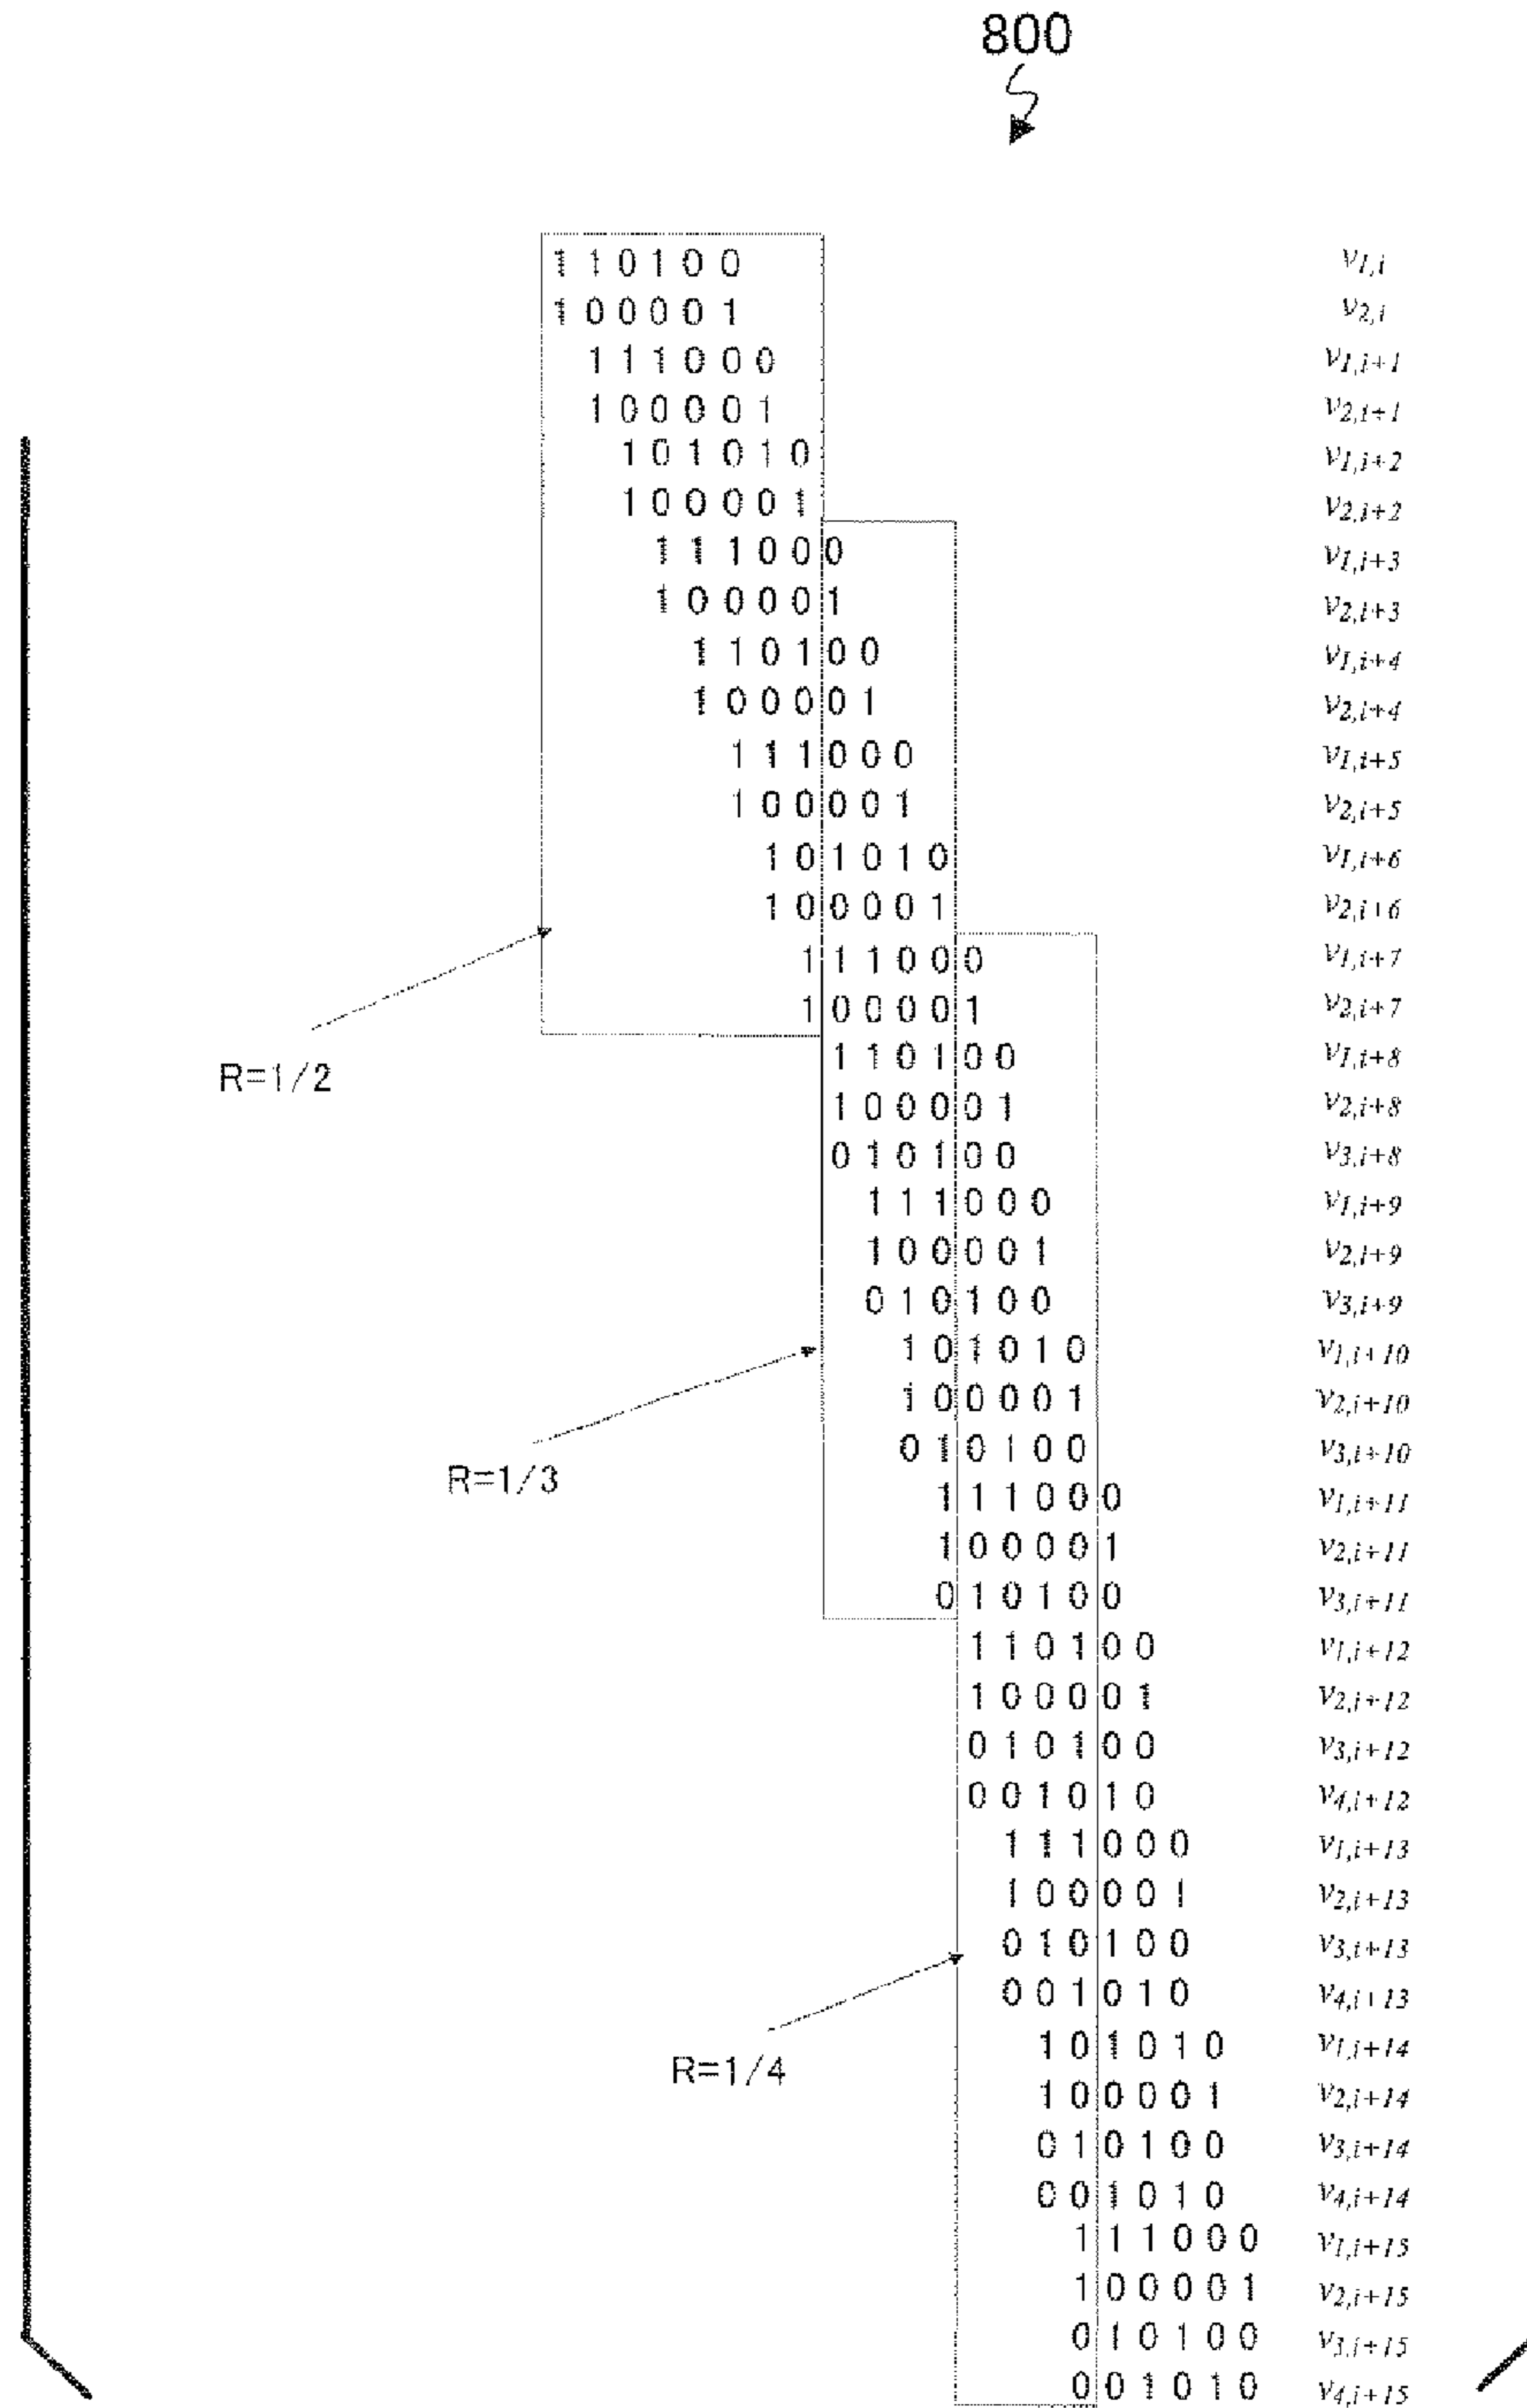 800
1 1 0 1 0 0 v1,i
1 0 0 0 0 1 v2,i
1 1 1 0 0 0 v1,i+1
1 0 0 0 0 1 v2,i+1
1 0 1 0 1 0 v1,i+2
1 0 0 0 0 1 v2,i+2
1 1 1 0 0 0 v1,i+3
1 0 0 0 0 1 v2,i+3
1 1 0 1 0 0 v1,i+4
1 0 0 0 0 1 v2,i+4
1 1 1 0 0 0 v1,i+5
1 0 0 0 0 1 v2,i+5
1 0 1 0 1 0 v1,i+6
1 0 0 0 0 1 v2,i+6
1 1 1 0 0 0 v1,i+7
1 0 0 0 0 1 v2,i+7
R=1/2
1 1 0 1 0 0 v1,i+8
1 0 0 0 0 1 v2,i+8
0 1 0 1 0 0 v3,i+8
1 1 1 0 0 0 v1,i+9
1 0 0 0 0 1 v2,i+9
0 1 0 1 0 0 v3,i+9
1 0 1 0 1 0 v1,i+10
1 0 0 0 0 1 v2,i+10
0 1 0 1 0 0 v3,i+10
R=1/3
1 1 1 0 0 0 v1,i+11
1 0 0 0 0 1 v2,i+11
0 1 0 1 0 0 v3,i+11
1 1 0 1 0 0 v1,i+12
1 0 0 0 0 1 v2,i+12
0 1 0 1 0 0 v3,i+12
0 0 1 0 1 0 v4,i+12
1 1 1 0 0 0 v1,i+13
1 0 0 0 0 1 v2,i+13
0 1 0 1 0 0 v3,i+13
0 0 1 0 1 0 v4,i+13
1 0 1 0 1 0 v1,i+14
R=1/4
1 0 0 0 0 1 v2,i+14
0 1 0 1 0 0 v3,i+14
0 0 1 0 1 0 v4,i+14
1 1 1 0 0 0 v1,i+15
1 0 0 0 0 1 v2,i+15
0 1 0 1 0 0 v3,i+15
0 0 1 0 1 0 v4,i+15